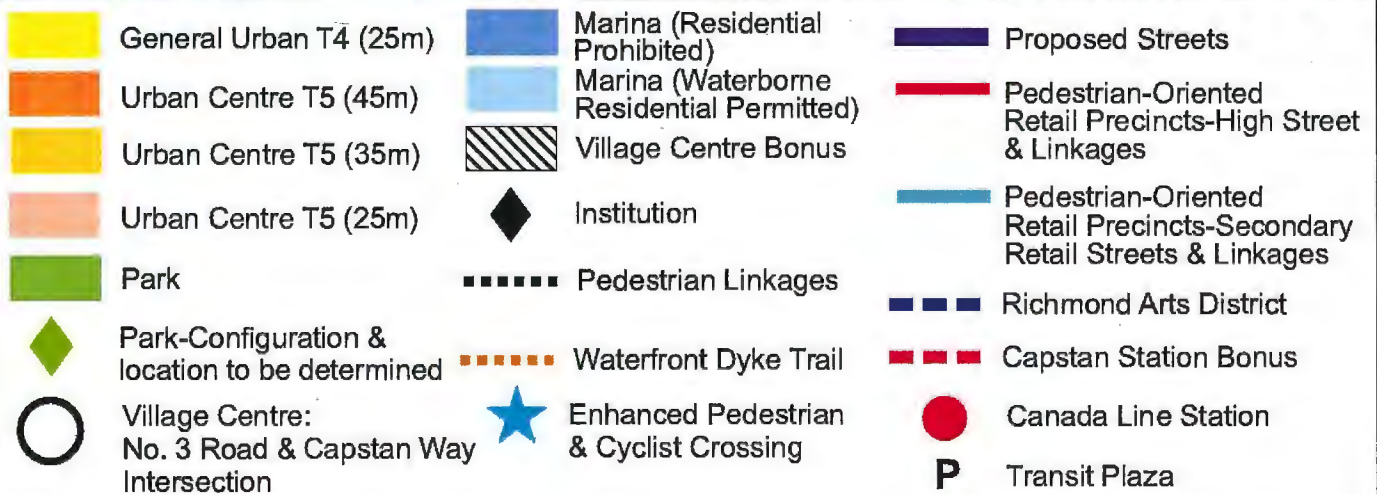 General Urban T4 (25m)
Urban Centre T5 (45m)
Urban Centre T5 (35m)
Urban Centre T5 (25m)
Park
Park-Configuration &
location to be determined
Village Centre:
No. 3 Road & Capstan Way
Intersection
Marina (Residential
Prohibited)
Marina (Waterborne
Residential Permitted)
Village Centre Bonus
Institution
Pedestrian Linkages
Waterfront Dyke Trail
Enhanced Pedestrian
& Cyclist Crossing
Proposed Streets
Pedestrian-Oriented
Retail Precincts-High Street
& Linkages
Pedestrian-Oriented
Retail Precincts-Secondary
Retail Streets & Linkages
Richmond Arts District
Capstan Station Bonus
Canada Line Station
P Transit Plaza